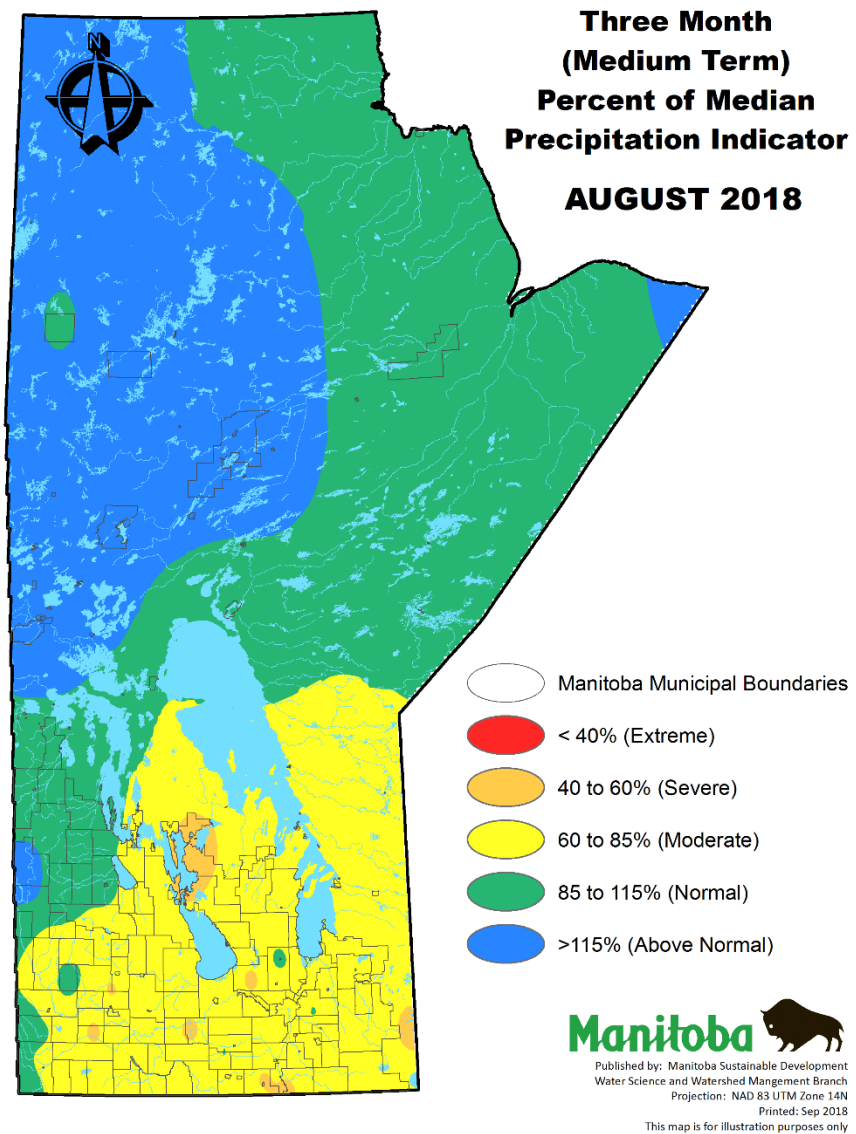 Three Month
(Medium Term)
Percent of Median
Precipitation Indicator
AUGUST 2018
N
Manitoba Municipal Boundaries
< 40% (Extreme)
40 to 60% (Severe)
60 to 85% (Moderate)
85 to 115% (Normal)
>115% (Above Normal)
Manitoba
Published by: Manitoba Sustainable Development
Water Science and Watershed Mangement Branch
Projection: NAD 83 UTM Zone 14N
Printed: Sep 2018
This map is for illustration purposes only